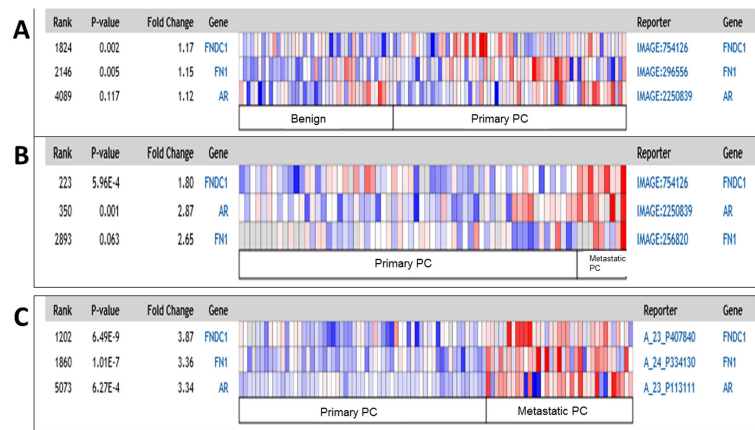 A
Rank P-value Fold Change Gene Reporter Gene
1824 0.002 1.17 FNDC1 IMAGE:754126 FNDC1
2146 0.005 1.15 FN1 IMAGE:296556 FN1
4089 0.117 1.12 AR IMAGE:2250839 AR
Benign Primary PC
B
Rank P-value Fold Change Gene Reporter Gene
223 5.96E-4 1.80 FNDC1 IMAGE:754126 FNDC1
350 0.001 2.87 AR IMAGE:2250839 AR
2893 0.063 2.65 FN1 IMAGE:256820 FN1
Primary PC Metastatic
PC
C
Rank P-value Fold Change Gene Reporter Gene
1202 6.49E-9 3.87 FNDC1 A_23_P407840 FNDC1
1860 1.01E-7 3.36 FN1 A_24_P334130 FN1
5073 6.27E-4 3.34 AR A_23_P113111 AR
Primary PC Metastatic PC